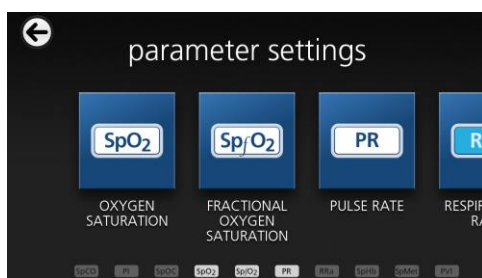 parameter settings
SpO2
SpfO2
PR
R
OXYGEN
SATURATION
FRACTIONAL
OXYGEN
SATURATION
PULSE RATE
RESPIR
RA
SpCO PI SpOC SpO2 SpfO2 PR RRa SpHb SpMet PVI